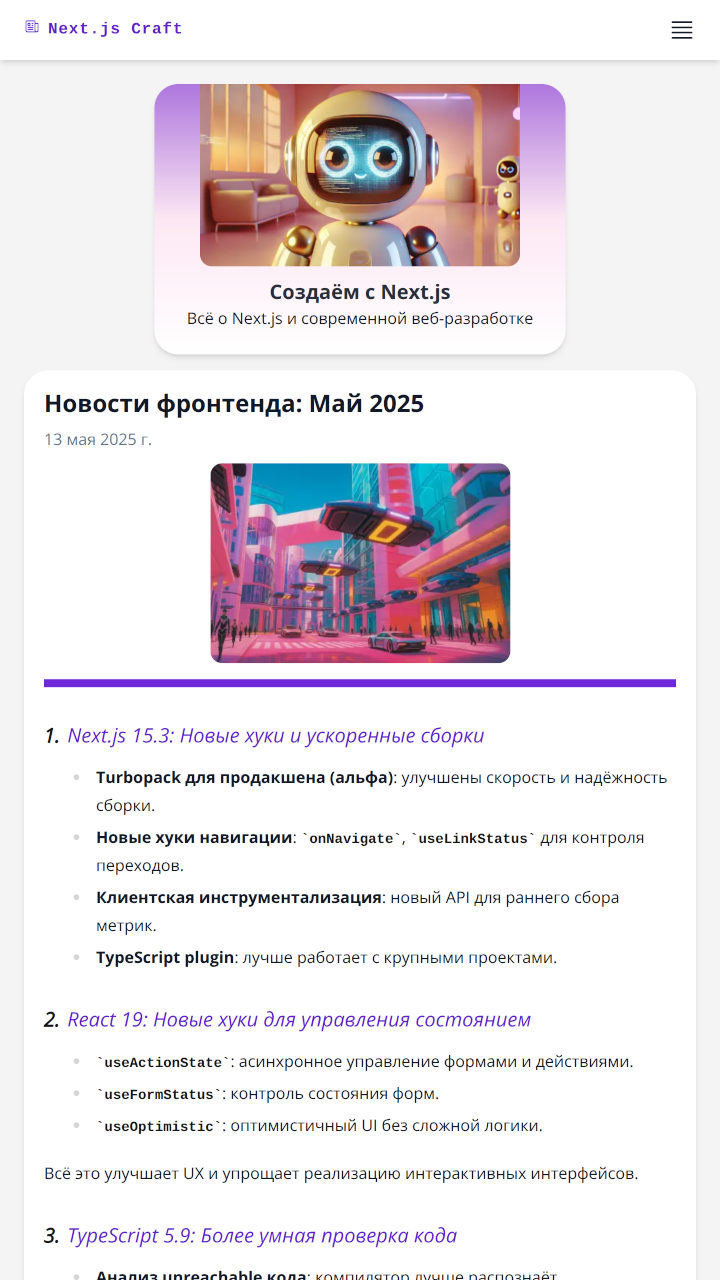 Next.js Craft
Создаём с Next.js
Всё о Next.js и современной веб-разработке
Новости фронтенда: Май 2025
13 мая 2025 г.
1. Next.js 15.3: Новые хуки и ускоренные сборки
Turbopack для продакшена (альфа): улучшены скорость и надёжность
сборки.
Новые хуки навигации: `onNavigate`, `useLinkStatus` для контроля
переходов.
Клиентская инструментализация: новый API для раннего сбора
метрик.
TypeScript plugin: лучше работает с крупными проектами.
2. React 19: Новые хуки для управления состоянием
`useActionState`: асинхронное управление формами и действиями.
`useFormStatus`: контроль состояния форм.
`useOptimistic`: оптимистичный UI без сложной логики.
Всё это улучшает UX и упрощает реализацию интерактивных интерфейсов.
3. TypeScript 5.9: Более умная проверка кода
Анализ unreachable кода: компилятор лучше распознаёт